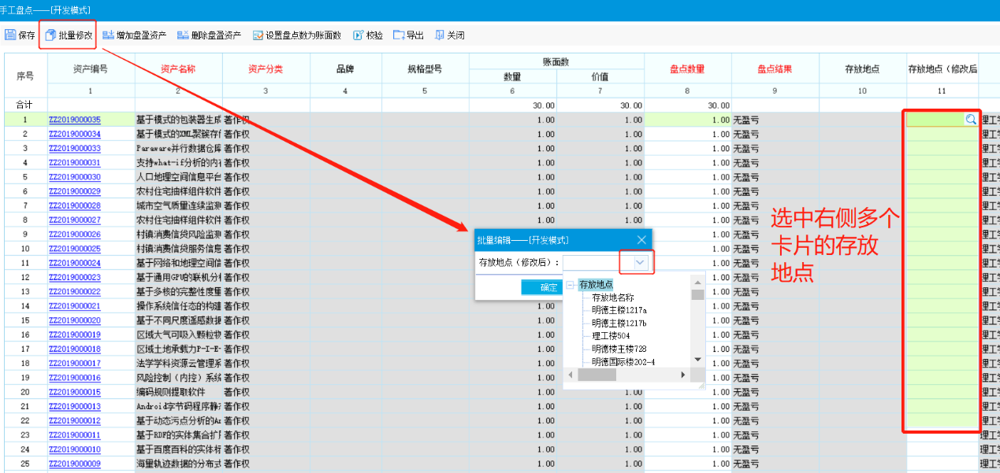 手工盘点——[开发模式]
保存 批量修改 增加盘盈资产 删除盘盈资产 设置盘点数为账面数 校验 导出 关闭
序号 资产编号 资产名称 资产分类 品牌 规格型号 账面数 盘点数量 盘点结果 存放地点 存放地点（修改后
数量 价值
1 2 3 4 5 6 7 8 9 10 11
合计 30.00 30.00 30.00
1 ZZ2019000035 基于模式的包装器生成 著作权 1.00 1.00 1.00 无盈亏 理工
2 ZZ2019000034 基于模式的XML聚簇存 著作权 1.00 1.00 1.00 无盈亏 理工
3 ZZ2019000033 Paraware并行数据仓库 著作权 1.00 1.00 1.00 无盈亏 理工
4 ZZ2019000031 支持what-if分析的内 著作权 1.00 1.00 1.00 无盈亏 理工
5 ZZ2019000030 人口地理空间信息平台 著作权 1.00 1.00 1.00 无盈亏 理工
6 ZZ2019000029 农村住宅抽样组件软件 著作权 1.00 1.00 1.00 无盈亏 理工
7 ZZ2019000028 城市空气质量连续监测 著作权 1.00 1.00 1.00 无盈亏 理工
8 ZZ2019000027 农村住宅抽样组件软件 著作权 1.00 1.00 1.00 无盈亏 理工
9 ZZ2019000026 村镇消费信贷风险监测 著作权 1.00 无盈亏 理工
10 ZZ2019000025 村镇消费信贷服务信息 著作权 1.00 无盈亏 理工
11 ZZ2019000024 基于网络和地理空间信 著作权 1.00 无盈亏 理工
12 ZZ2019000023 基于通用GPU的联机分 著作权 1.00 无盈亏 理工
13 ZZ2019000022 基于多核的完整性度量 著作权 1.00 无盈亏 理工
14 ZZ2019000021 操作系统信任态的构建 著作权 1.00 1.00 无盈亏 理工
15 ZZ2019000020 基于不同尺度遥感数据 著作权 1.00 1.00 无盈亏 理工
16 ZZ2019000019 区域大气可吸入颗粒物 著作权 1.00 1.00 无盈亏 理工
17 ZZ2019000018 区域土地承载力P-I-E- 著作权 1.00 1.00 无盈亏 理工
18 ZZ2019000017 法学学科资源云管理系 著作权 1.00 1.00 无盈亏 理工
19 ZZ2019000016 风险控制（内控）系统 著作权 1.00 1.00 无盈亏 理工
20 ZZ2019000015 编码规则提取软件 著作权 1.00 1.00 1.00 无盈亏 理工
21 ZZ2019000013 Android字节码程序静 著作权 1.00 1.00 1.00 无盈亏 理工
22 ZZ2019000012 基于动态污点分析的An 著作权 1.00 1.00 1.00 无盈亏 理工
23 ZZ2019000011 基于RDF的实体集合扩 著作权 1.00 1.00 1.00 无盈亏 理工
24 ZZ2019000010 基于百度百科的实体标 著作权 1.00 1.00 1.00 无盈亏 理工
25 ZZ2019000009 海量轨迹数据的分布式 著作权 1.00 1.00 1.00 无盈亏 理工
批量编辑——[开发模式]
存放地点（修改后）:
确定
存放地点
存放地名称
明德主楼1217a
明德主楼1217b
理工楼504
明德楼主楼728
明德国际楼202-4
选中右侧多个
卡片的存放
地点